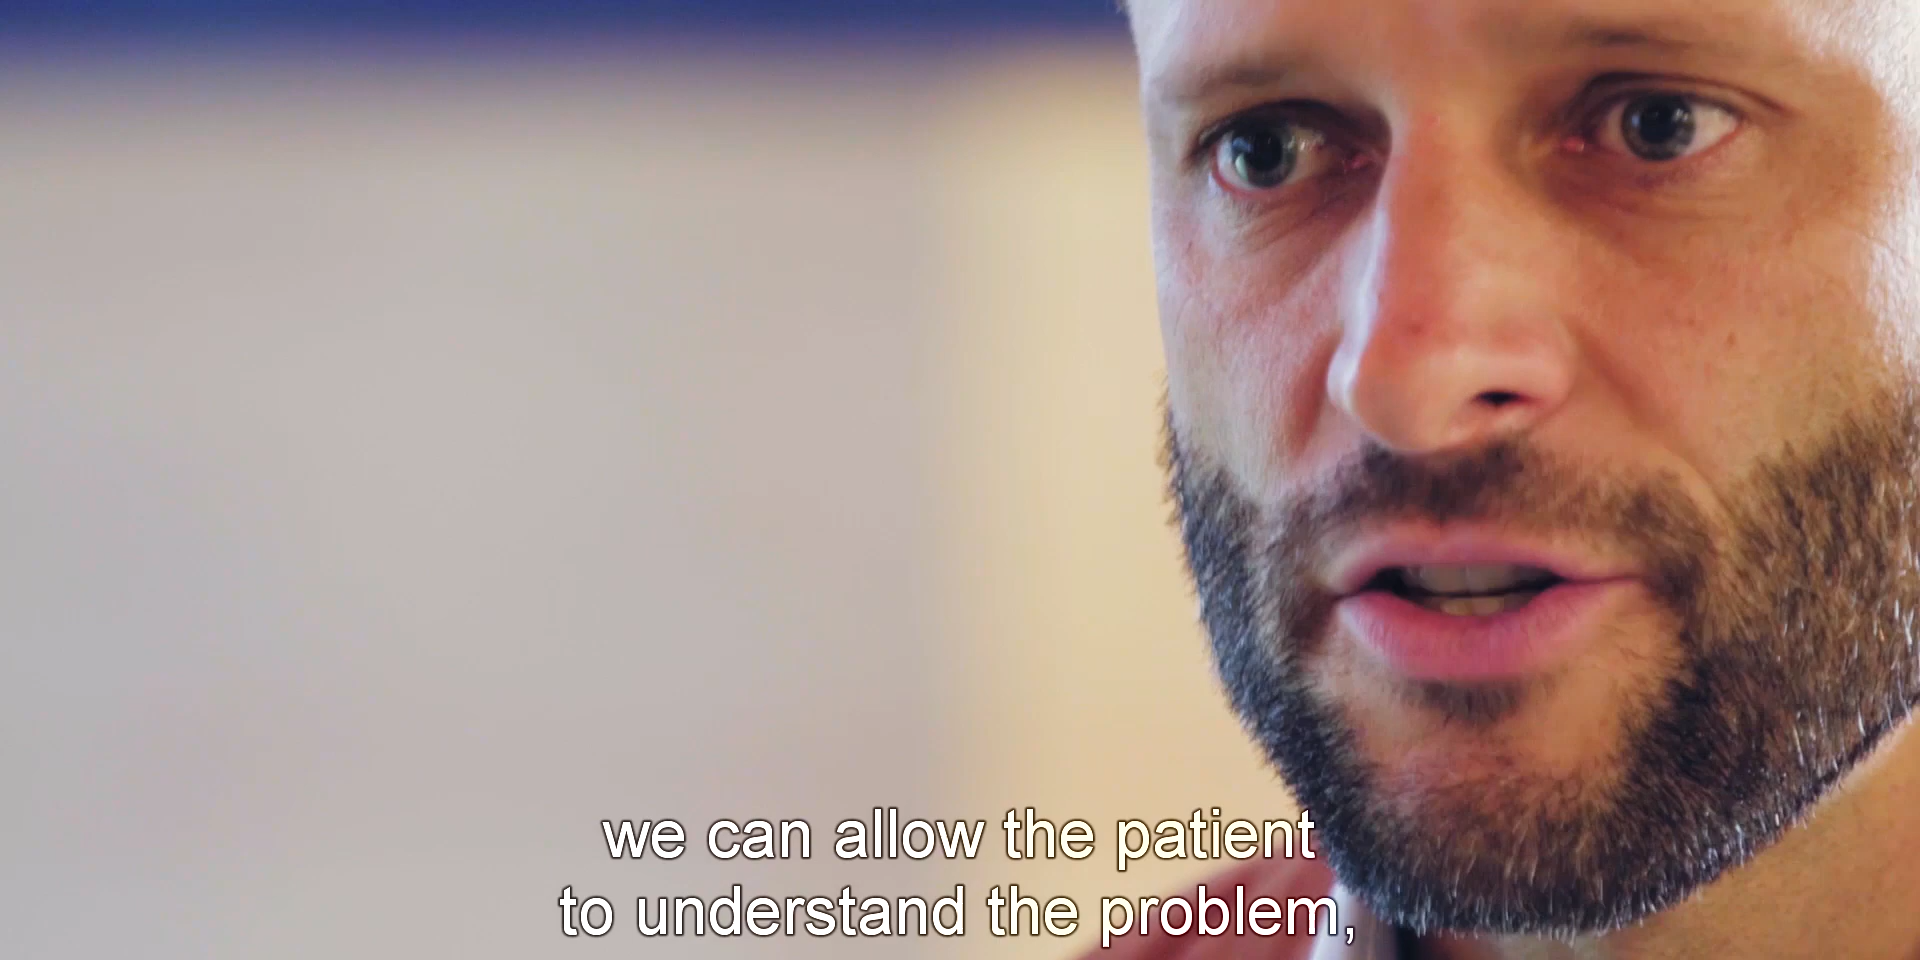 we can allow the patient
to understand the problem,